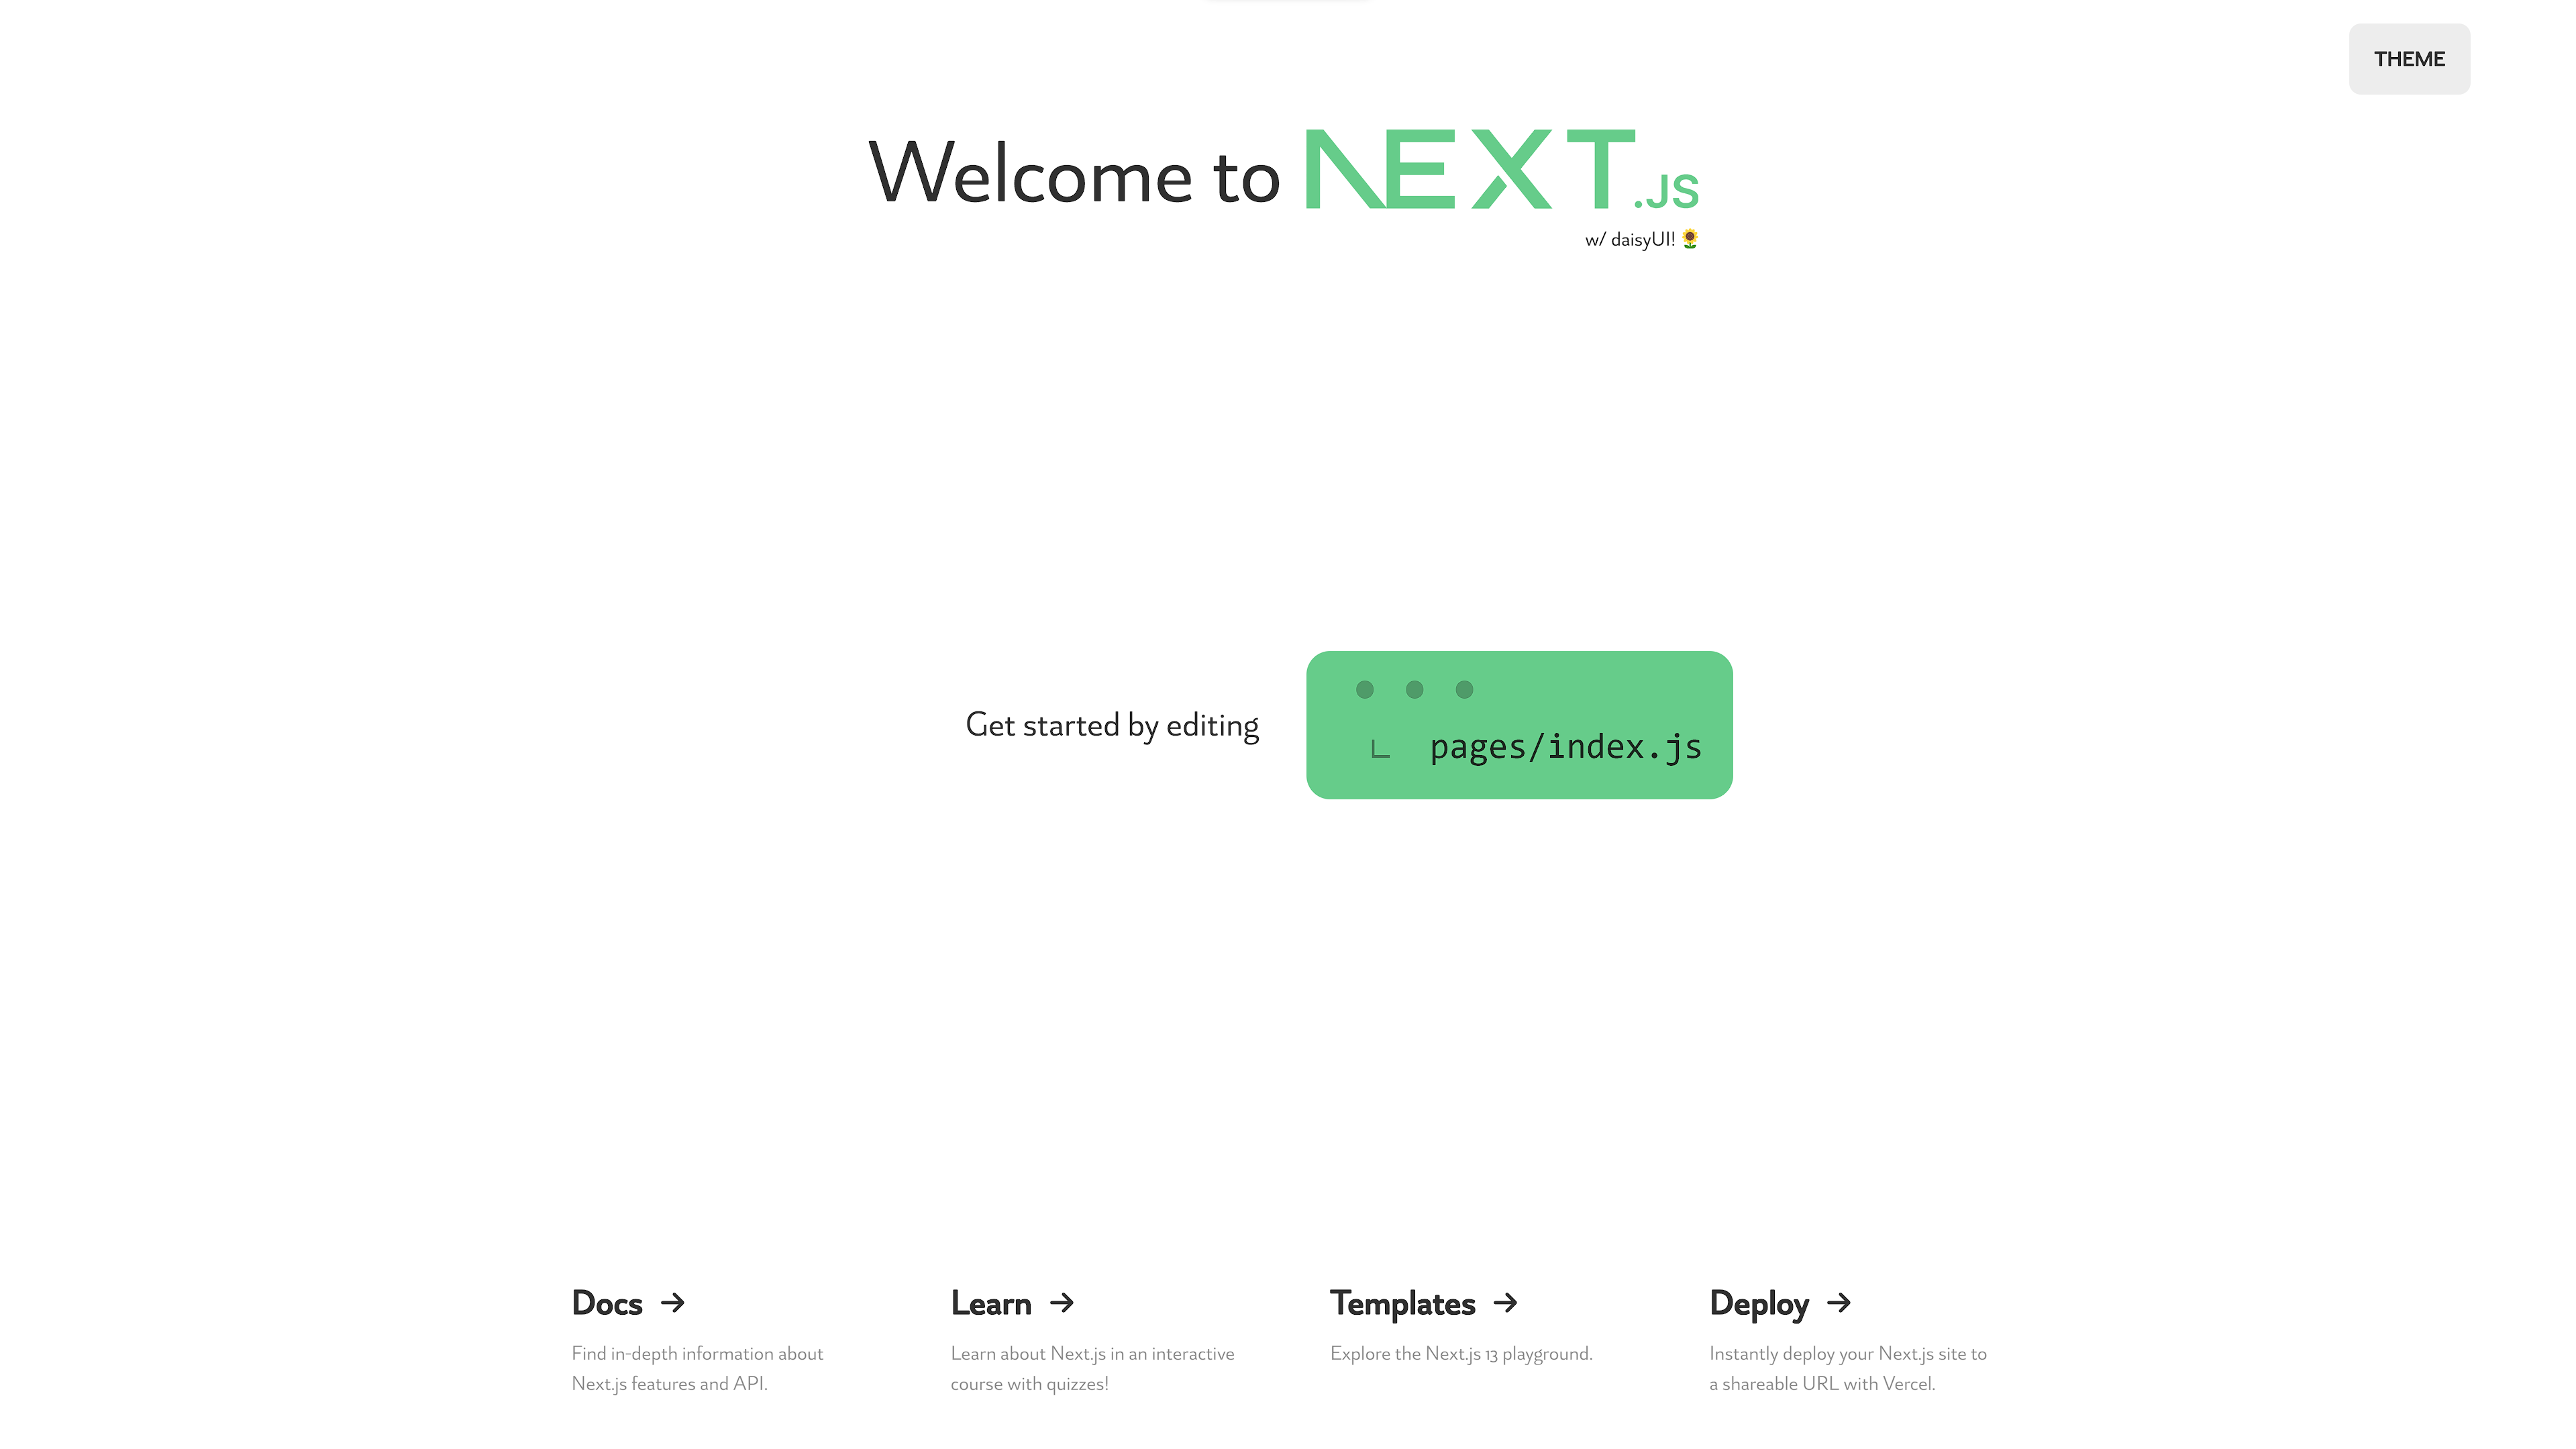 THEME
Welcome to NEXT.JS
w/ daisyUI! 🌻
Get started by editing
pages/index.js
Docs →
Find in-depth information about
Next.js features and API.
Learn →
Learn about Next.js in an interactive
course with quizzes!
Templates →
Explore the Next.js 13 playground.
Deploy →
Instantly deploy your Next.js site to
a shareable URL with Vercel.